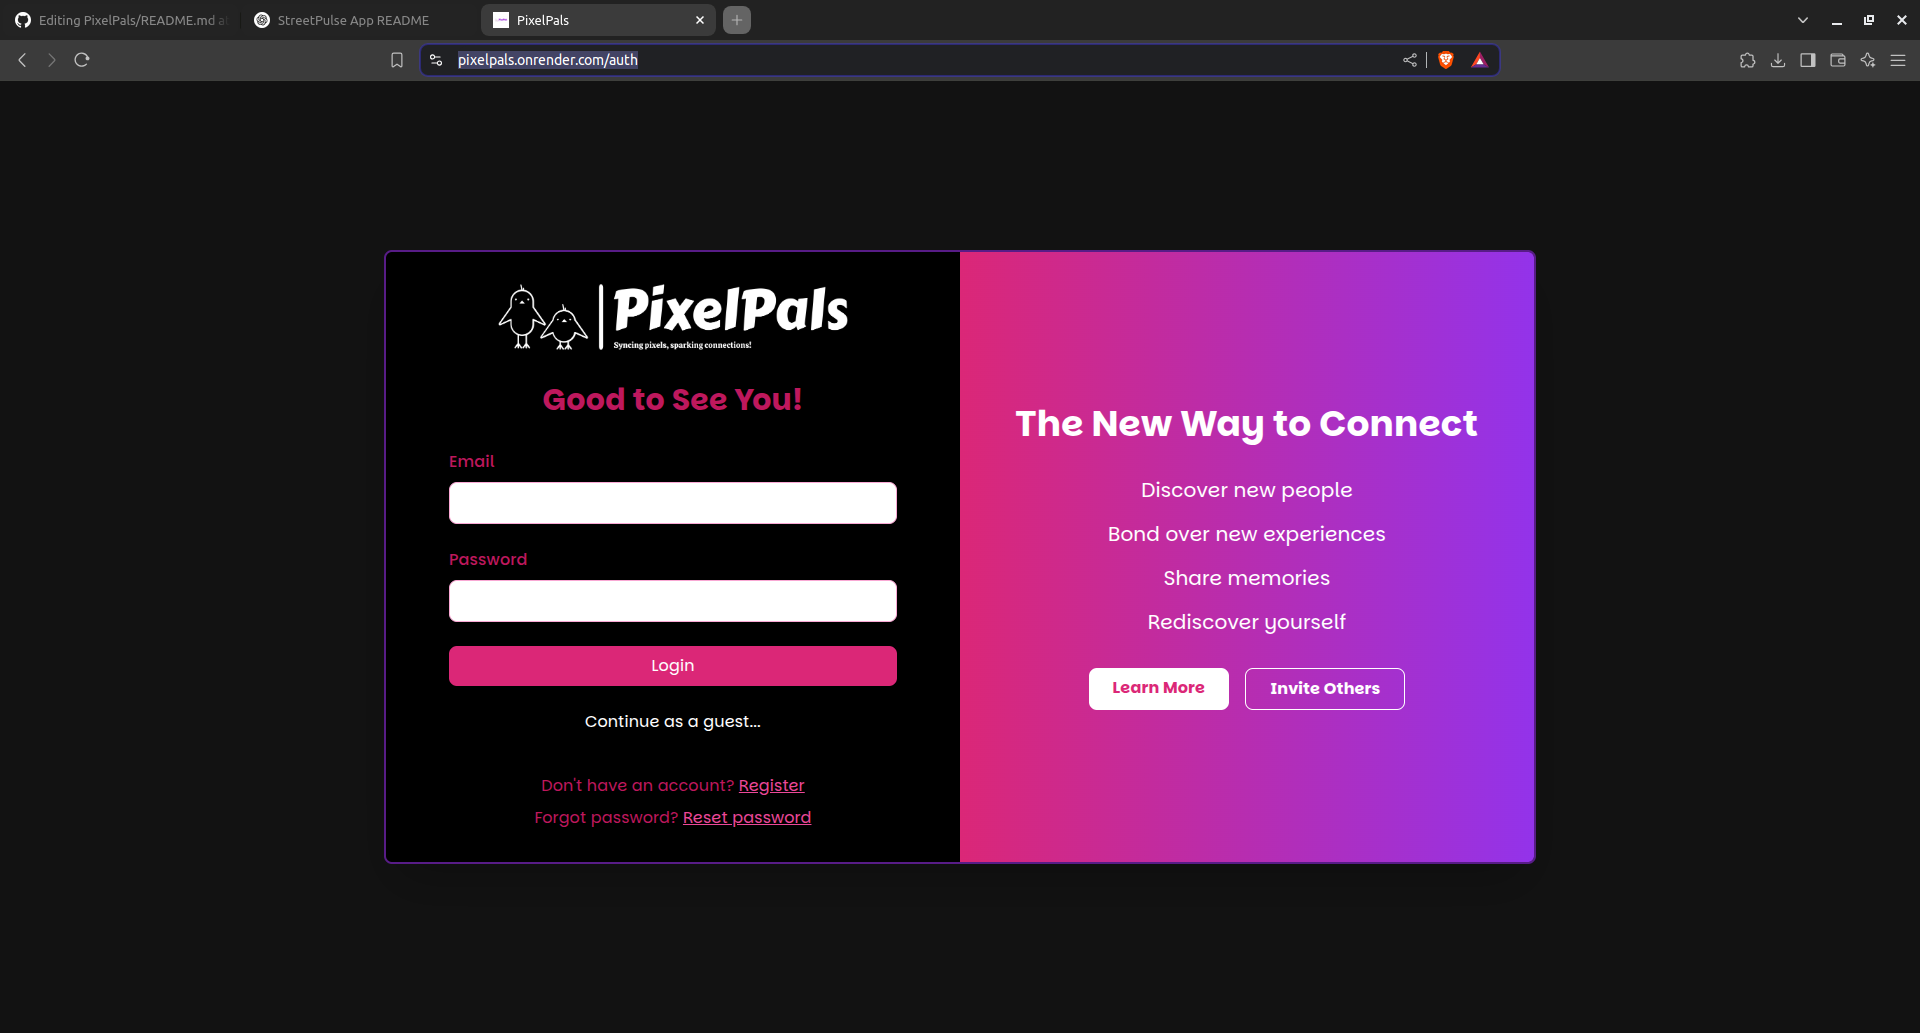 Editing PixelPals/README.md at
StreetPulse App README
PixelPals
pixelpals.onrender.com/auth
PixelPals
Syncing pixels, sparking connections!
Good to See You!
Email
Password
Login
Continue as a guest...
Don't have an account? Register
Forgot password? Reset password
The New Way to Connect
Discover new people
Bond over new experiences
Share memories
Rediscover yourself
Learn More
Invite Others